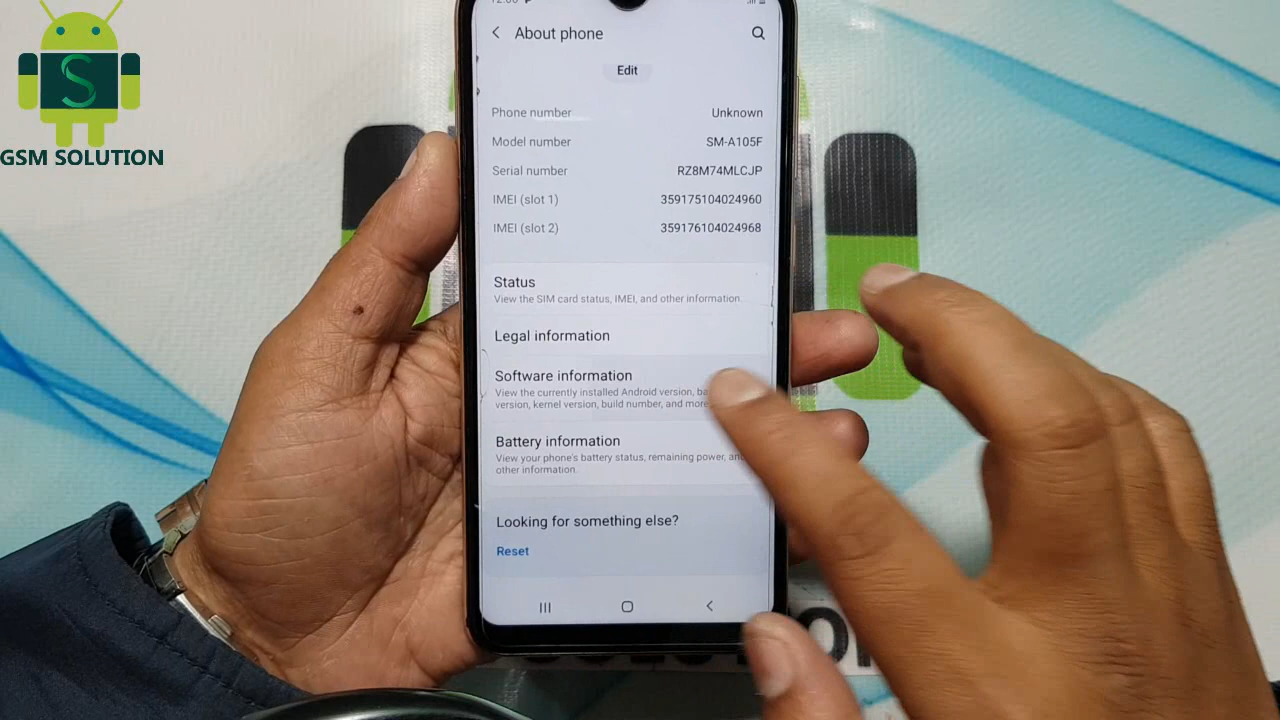 12:00
About phone
Edit
Phone number Unknown
Model number SM-A105F
Serial number RZ8M74MLCJP
IMEI (slot 1) 359175104024960
IMEI (slot 2) 359176104024968
Status
View the SIM card status, IMEI, and other information.
Legal information
Software information
View the currently installed Android version,
version, kernel version, build number, and more
Battery information
View your phone's battery status, remaining power, and
other information.
Looking for something else?
Reset
S
GSM SOLUTION